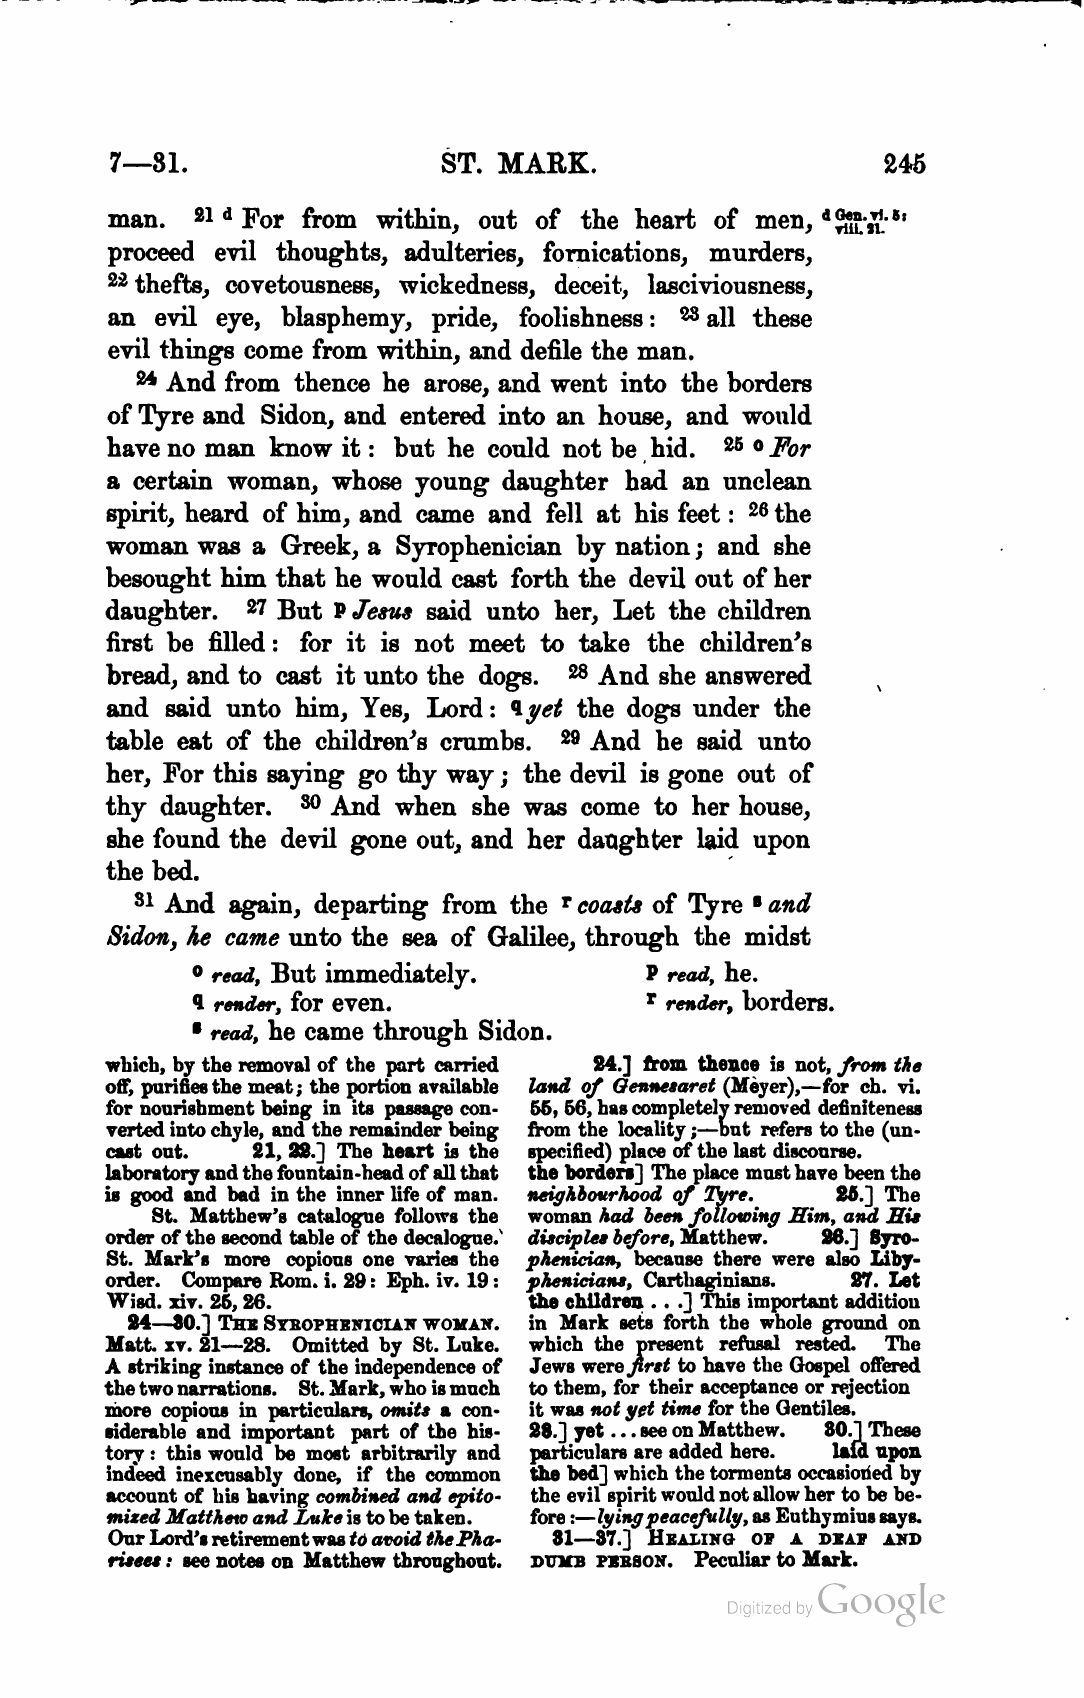 7—31. ST. MARK. 245
man. 21 d For from within, out of the heart of men, d Gen. vi. 5:
proceed evil thoughts, adulteries, fornications, murders, viii. 21.
22 thefts, covetousness, wickedness, deceit, lasciviousness,
an evil eye, blasphemy, pride, foolishness : 23 all these
evil things come from within, and defile the man.
24 And from thence he arose, and went into the borders
of Tyre and Sidon, and entered into an house, and would
have no man know it : but he could not be hid. 25 o For
a certain woman, whose young daughter had an unclean
spirit, heard of him, and came and fell at his feet : 26 the
woman was a Greek, a Syrophenician by nation ; and she
besought him that he would cast forth the devil out of her
daughter. 27 But p Jesus said unto her, Let the children
first be filled : for it is not meet to take the children's
bread, and to cast it unto the dogs. 28 And she answered
and said unto him, Yes, Lord : q yet the dogs under the
table eat of the children's crumbs. 29 And he said unto
her, For this saying go thy way ; the devil is gone out of
thy daughter. 30 And when she was come to her house,
she found the devil gone out, and her daughter laid upon
the bed.
31 And again, departing from the r coasts of Tyre s and
Sidon, he came unto the sea of Galilee, through the midst
o read, But immediately. p read, he.
q render, for even. r render, borders.
s read, he came through Sidon.
which, by the removal of the part carried
off, purifies the meat ; the portion available
for nourishment being in its passage con-
verted into chyle, and the remainder being
cast out. 21, 22.] The heart is the
laboratory and the fountain-head of all that
is good and bad in the inner life of man.
St. Matthew's catalogue follows the
order of the second table of the decalogue.
St. Mark's more copious one varies the
order. Compare Rom. i. 29 : Eph. iv. 19 :
Wisd. xiv. 25, 26.
24—30.] THE SYROPHENICIAN WOMAN.
Matt. xv. 21—28. Omitted by St. Luke.
A striking instance of the independence of
the two narrations. St. Mark, who is much
more copious in particulars, omits a con-
siderable and important part of the his-
tory : this would be most arbitrarily and
indeed inexcusably done, if the common
account of his having combined and epito-
mized Matthew and Luke is to be taken.
Our Lord's retirement was to avoid the Pha-
risees : see notes on Matthew throughout.
24.] from thence is not, from the
land of Gennesaret (Meyer),—for ch. vi.
55, 56, has completely removed definiteness
from the locality ;—but refers to the (un-
specified) place of the last discourse.
the borders] The place must have been the
neighbourhood of Tyre. 25.] The
woman had been following Him, and His
disciples before, Matthew. 26.] Syro-
phenician, because there were also Liby-
phenicians, Carthaginians. 27. Let
the children . . .] This important addition
in Mark sets forth the whole ground on
which the present refusal rested. The
Jews were first to have the Gospel offered
to them, for their acceptance or rejection
it was not yet time for the Gentiles.
28.] yet . . . see on Matthew. 30.] These
particulars are added here. laid upon
the bed] which the torments occasioned by
the evil spirit would not allow her to be be-
fore :—lying peacefully, as Euthymius says.
31—37.] HEALING OF A DEAF AND
DUMB PERSON. Peculiar to Mark.
Digitized by Google